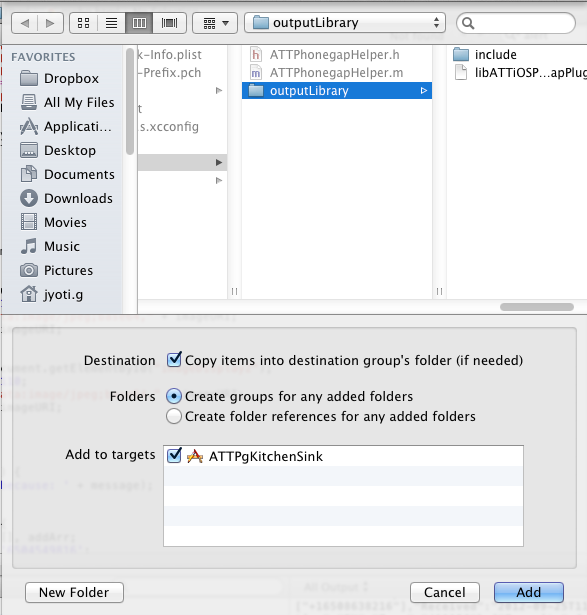 outputLibrary
FAVORITES
Dropbox
All My Files
Applicati...
Desktop
Documents
Downloads
Movies
Music
Pictures
jyoti.g
k-Info.plist
-Prefix.pch
t
s.xcconfig
ATTPhonegapHelper.h
ATTPhonegapHelper.m
outputLibrary
include
libATTiOSP...apPlug
Destination
Copy items into destination group's folder (if needed)
Folders
Create groups for any added folders
Create folder references for any added folders
Add to targets
ATTPgKitchenSink
New Folder
Cancel
Add